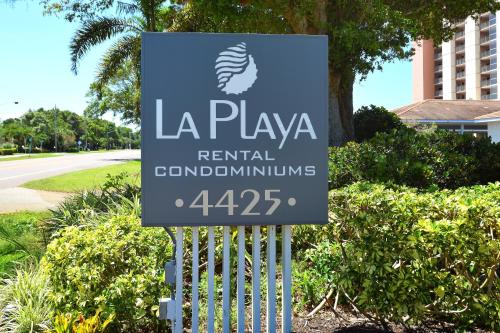 La Playa
RENTAL
CONDOMINIUMS
• 4425 •